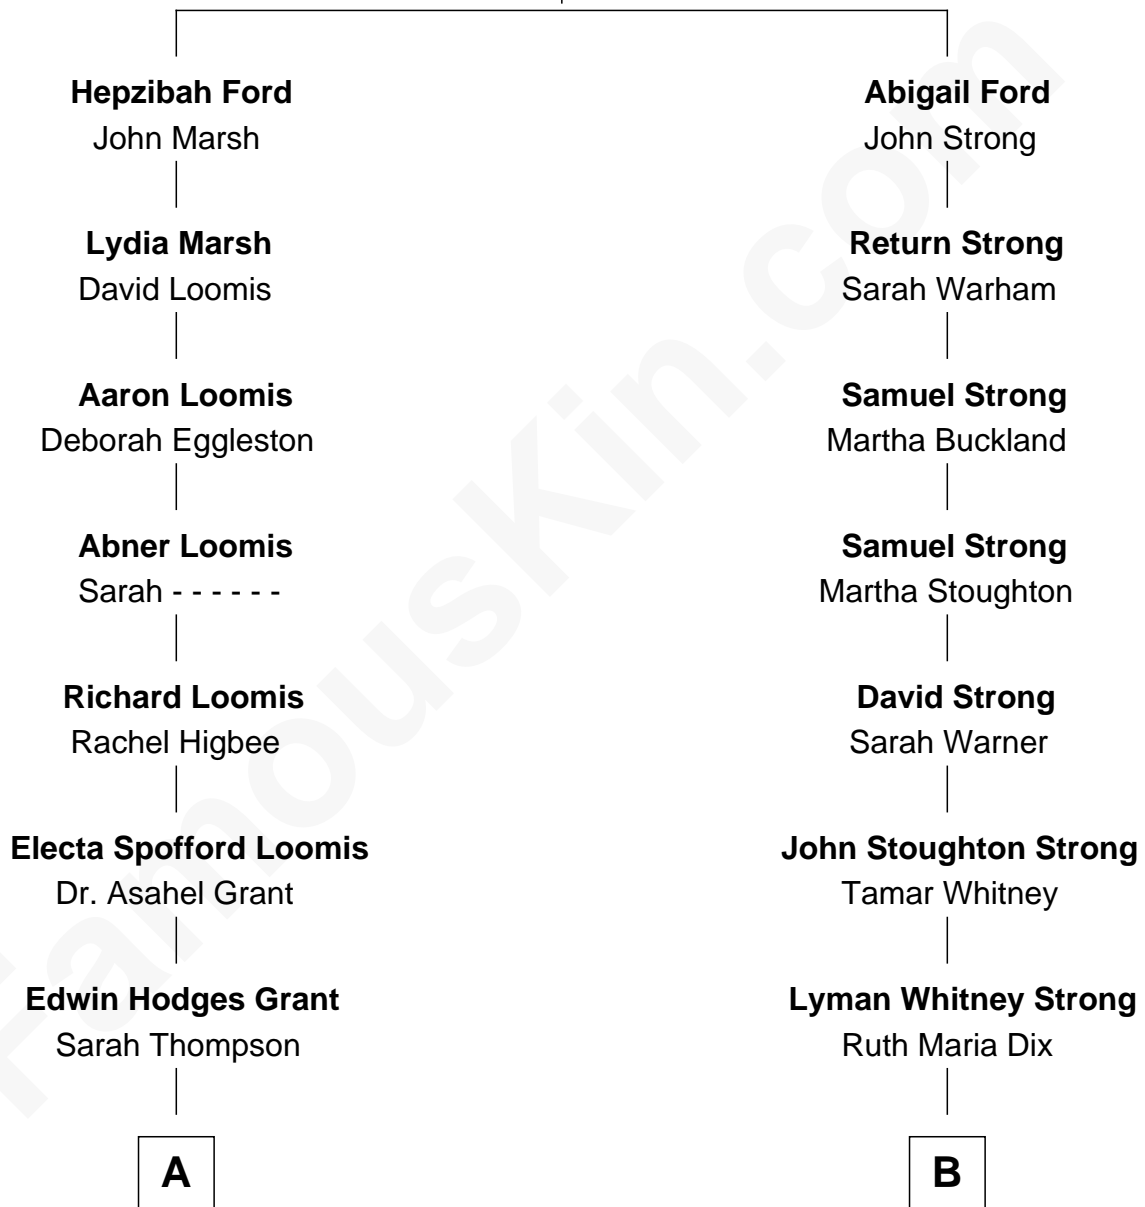 Hepzibah Ford
John Marsh
Lydia Marsh
David Loomis
Aaron Loomis
Deborah Eggleston
Abner Loomis
Sarah - - - - - -
Richard Loomis
Rachel Higbee
Electa Spofford Loomis
Dr. Asahel Grant
Edwin Hodges Grant
Sarah Thompson
A
Abigail Ford
John Strong
Return Strong
Sarah Warham
Samuel Strong
Martha Buckland
Samuel Strong
Martha Stoughton
David Strong
Sarah Warner
John Stoughton Strong
Tamar Whitney
Lyman Whitney Strong
Ruth Maria Dix
B
FamousKin.com